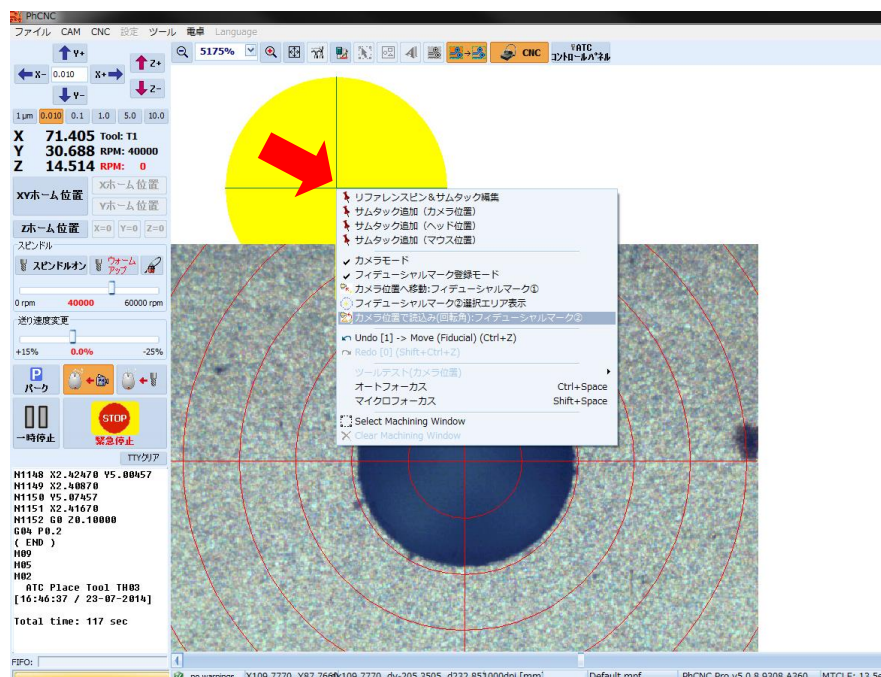 PhCNC
ファイル CAM CNC 設定 ツール 電卓 Language
5175%
CNC
ATC
コントロールパネル
Y+
X- 0.010 X+
Z+
Y-
Z-
1μm 0.010 0.1 1.0 5.0 10.0
X 71.405 Tool: T1
Y 30.688 RPM: 40000
Z 14.514 RPM: 0
XYホーム位置
Xホーム位置
Yホーム位置
Zホーム位置 X=0 Y=0 Z=0
スピンドル
スピンドルオン
ウォームアップ
0 rpm 40000 60000 rpm
送り速度変更
+15% 0.0% -25%
P
パーク
一時停止
STOP
緊急停止
TTYクリア
N1148 X2.42470 Y5.00457
N1149 X2.40870
N1150 Y5.07457
N1151 X2.41670
N1152 G0 Z0.10000
G04 P0.2
( END )
M09
M05
M02
ATC Place Tool TH03
[16:46:37 / 23-07-2014]
Total time: 117 sec
FIFO:
リファレンスピン&サムタック編集
サムタック追加 (カメラ位置)
サムタック追加 (ヘッド位置)
サムタック追加 (マウス位置)
カメラモード
フィデューシャルマーク登録モード
カメラ位置へ移動:フィデューシャルマーク①
フィデューシャルマーク②選択エリア表示
カメラ位置で読込み(回転角):フィデューシャルマーク②
Undo [1] -> Move (Fiducial) (Ctrl+Z)
Redo [0] (Shift+Ctrl+Z)
ツールテスト(カメラ位置)
オートフォーカス Ctrl+Space
マイクロフォーカス Shift+Space
Select Machining Window
Clear Machining Window
no warnings
1000dpi [mm]
Default.mpf
PhCNC Pro v5.0.8.9308 A360